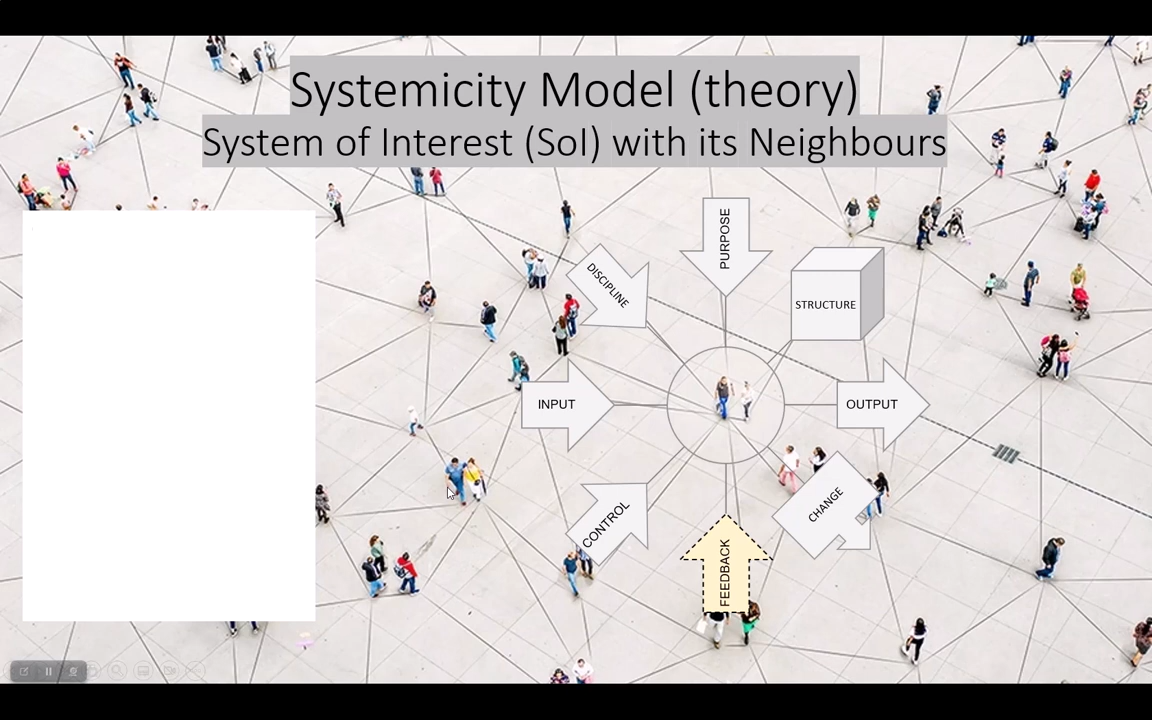 Systemicity Model (theory)
System of Interest (SoI) with its Neighbours
PURPOSE
DISCIPLINE
STRUCTURE
INPUT
OUTPUT
CONTROL
CHANGE
FEEDBACK